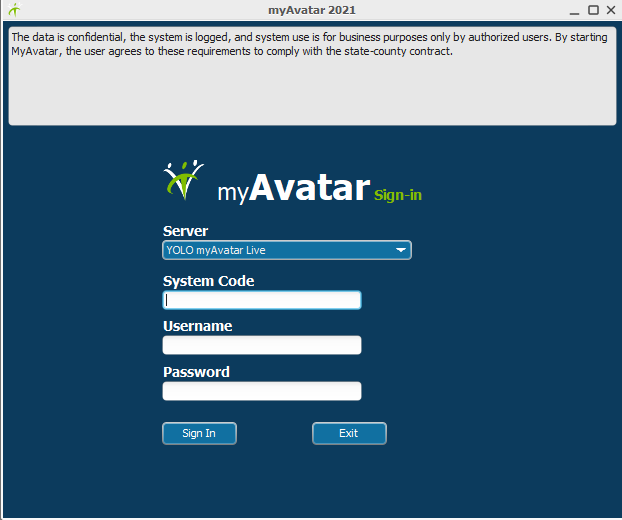 myAvatar 2021
The data is confidential, the system is logged, and system use is for business purposes only by authorized users. By starting
MyAvatar, the user agrees to these requirements to comply with the state-county contract.
myAvatar Sign-in
Server
YOLO myAvatar Live
System Code
Username
Password
Sign In Exit